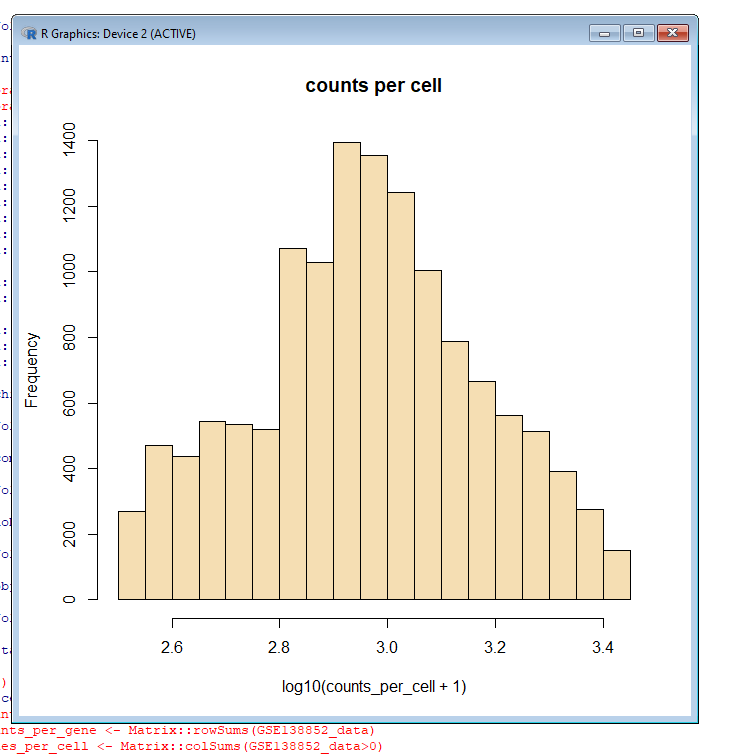 R Graphics: Device 2 (ACTIVE)
counts per cell
1400
1200
1000
800
600
400
200
0
Frequency
2.6 2.8 3.0 3.2 3.4
log10(counts_per_cell + 1)
nts_per_gene <- Matrix::rowSums(GSE138852_data)
es_per_cell <- Matrix::colSums(GSE138852_data>0)